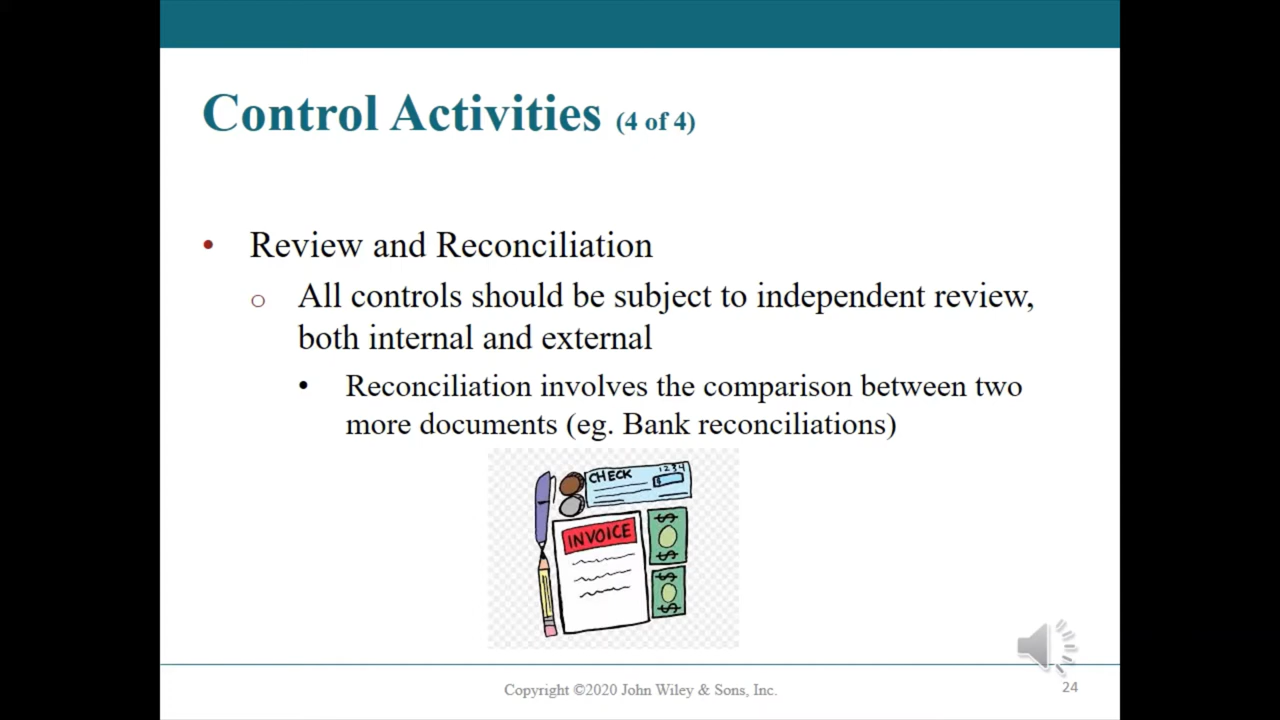 Control Activities (4 of 4)
• Review and Reconciliation
o All controls should be subject to independent review,
both internal and external
• Reconciliation involves the comparison between two
more documents (eg. Bank reconciliations)
CHECK 1234
$
INVOICE
$
$
$
$
Copyright ©2020 John Wiley & Sons, Inc.
24